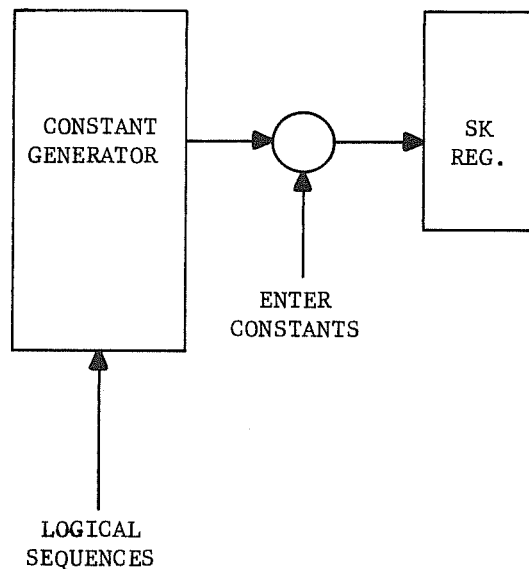 CONSTANT
GENERATOR
SK
REG.
ENTER
CONSTANTS
LOGICAL
SEQUENCES